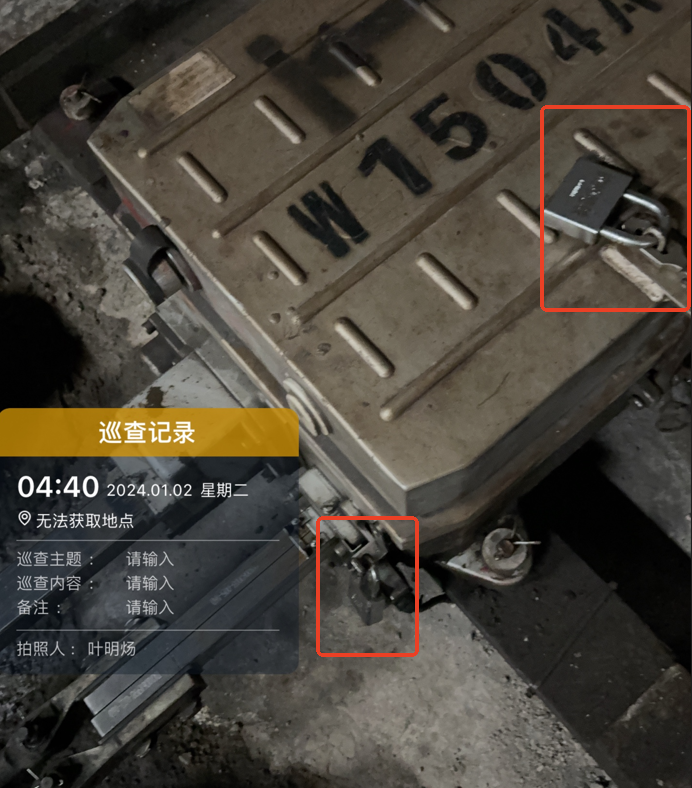 W1504A
巡查记录
04:40 2024.01.02 星期二
无法获取地点
巡查主题： 请输入
巡查内容： 请输入
备注： 请输入
拍照人：叶明炀